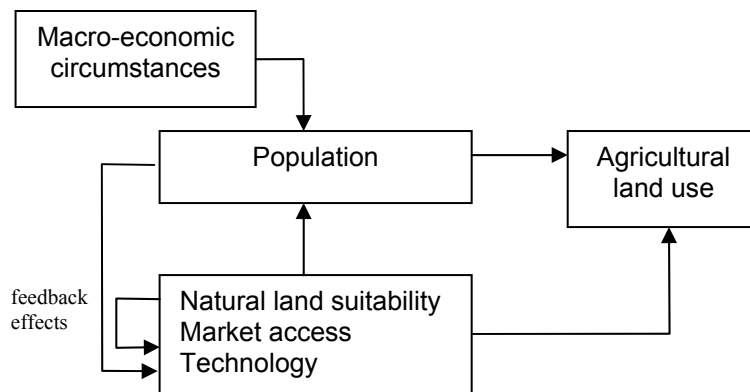 Macro-economic
circumstances
Population
Agricultural
land use
feedback
effects
Natural land suitability
Market access
Technology